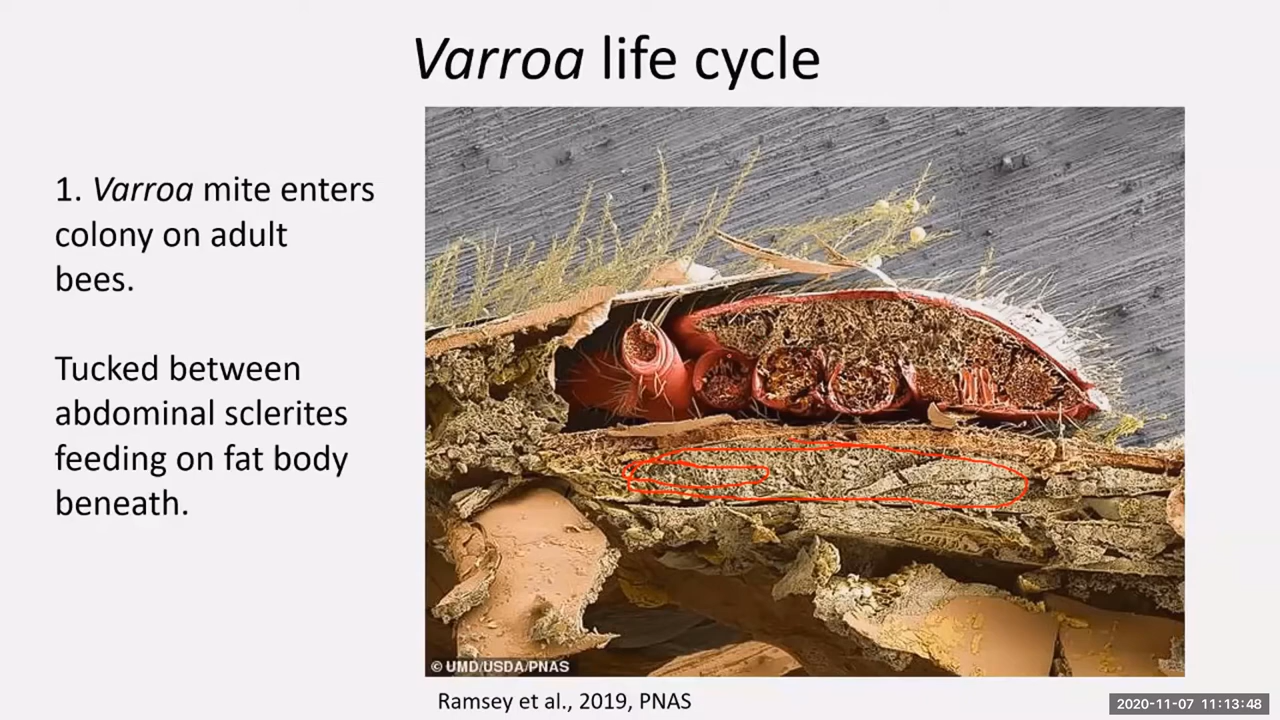 Varroa life cycle
1. Varroa mite enters
colony on adult
bees.
Tucked between
abdominal sclerites
feeding on fat body
beneath.
© UMD/USDA/PNAS
Ramsey et al., 2019, PNAS
2020-11-07 11:13:48